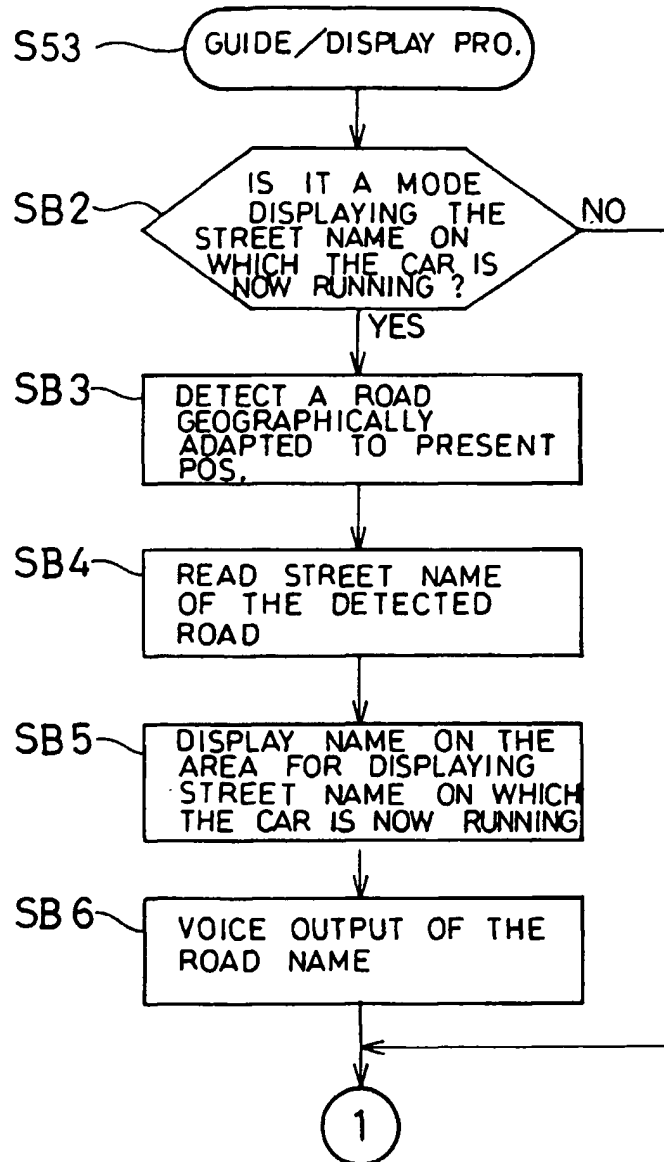 S53
GUIDE/DISPLAY PRO.
SB2
IS IT A MODE
DISPLAYING THE
STREET NAME ON
WHICH THE CAR IS
NOW RUNNING ?
NO
YES
SB3
DETECT A ROAD
GEOGRAPHICALLY
ADAPTED TO PRESENT
POS.
SB4
READ STREET NAME
OF THE DETECTED
ROAD
SB5
DISPLAY NAME ON THE
AREA FOR DISPLAYING
STREET NAME ON WHICH
THE CAR IS NOW RUNNING
SB6
VOICE OUTPUT OF THE
ROAD NAME
1